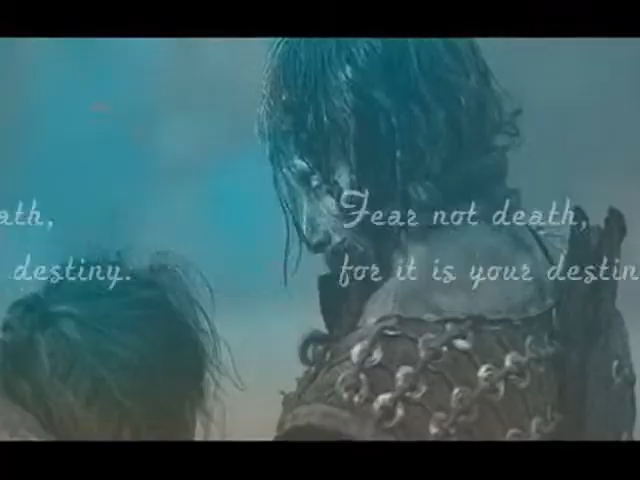 ath,
destiny.
Fear not death,
for it is your destin